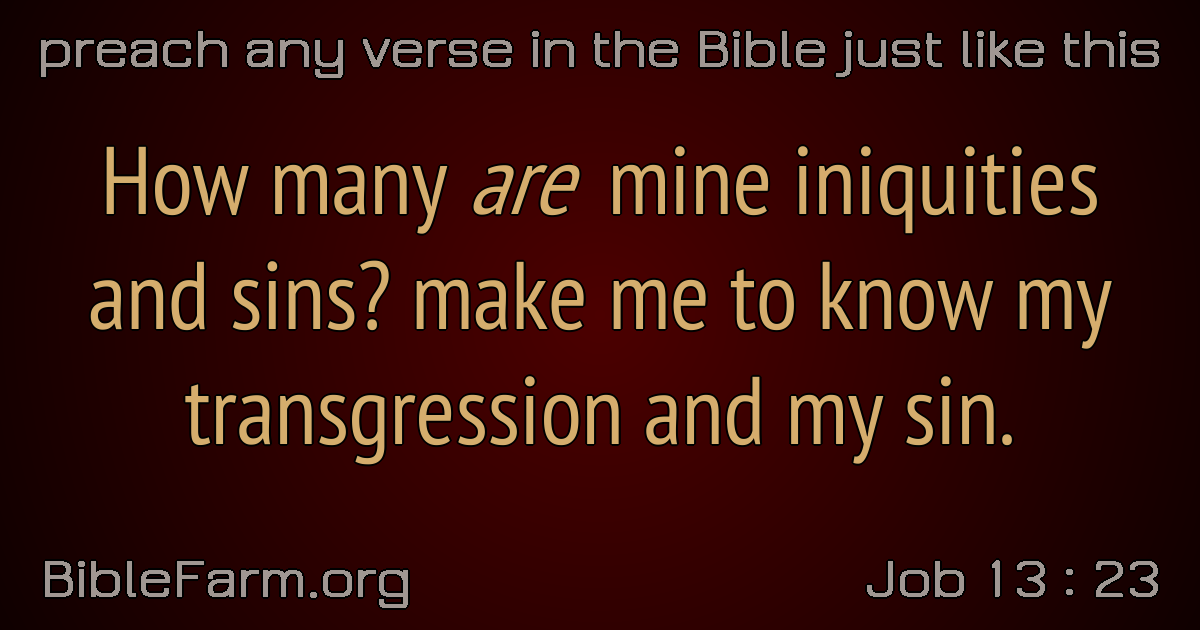 preach any verse in the Bible just like this
How many are mine iniquities
and sins? make me to know my
transgression and my sin.
BibleFarm.org
Job 13 : 23